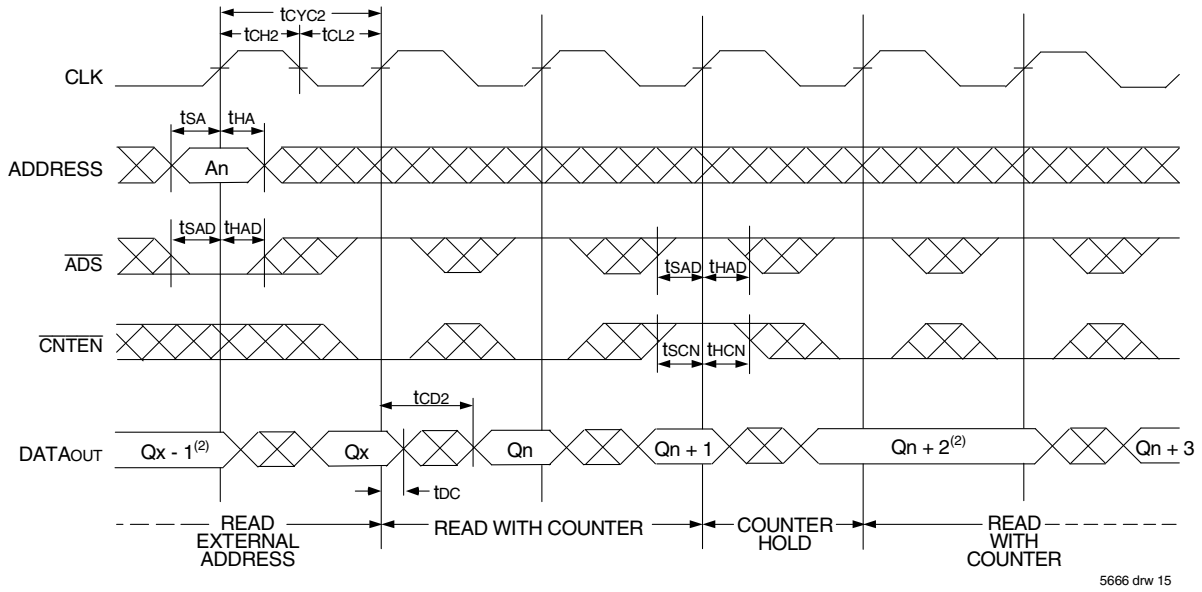 tCYC2
tCH2 tCL2
CLK
tSA tHA
ADDRESS An
tSAD tHAD
ADS tSAD tHAD
CNTEN tSCN tHCN
tCD2
DATAOUT Qx - 1(2) Qx Qn Qn + 1 Qn + 2(2) Qn + 3
tDC
READ EXTERNAL ADDRESS
READ WITH COUNTER
COUNTER HOLD
READ WITH COUNTER
5666 drw 15